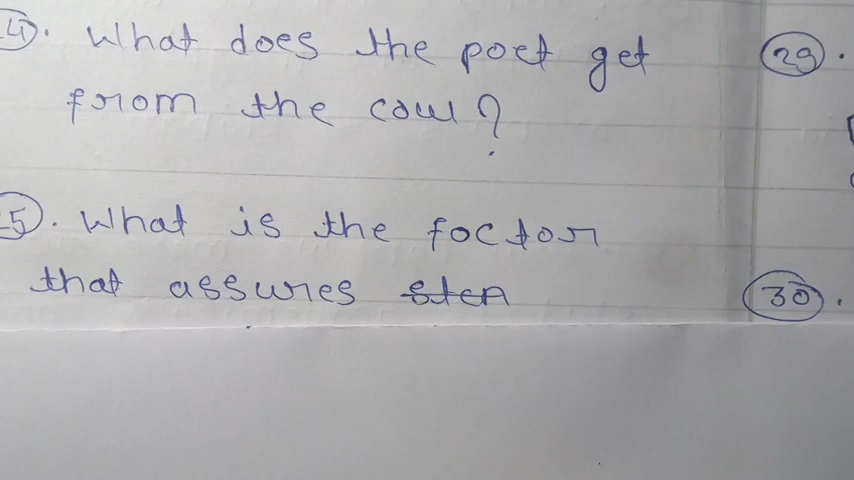 4. What does the poet get
from the cow?
5. What is the foctor
that assures
29.
30.